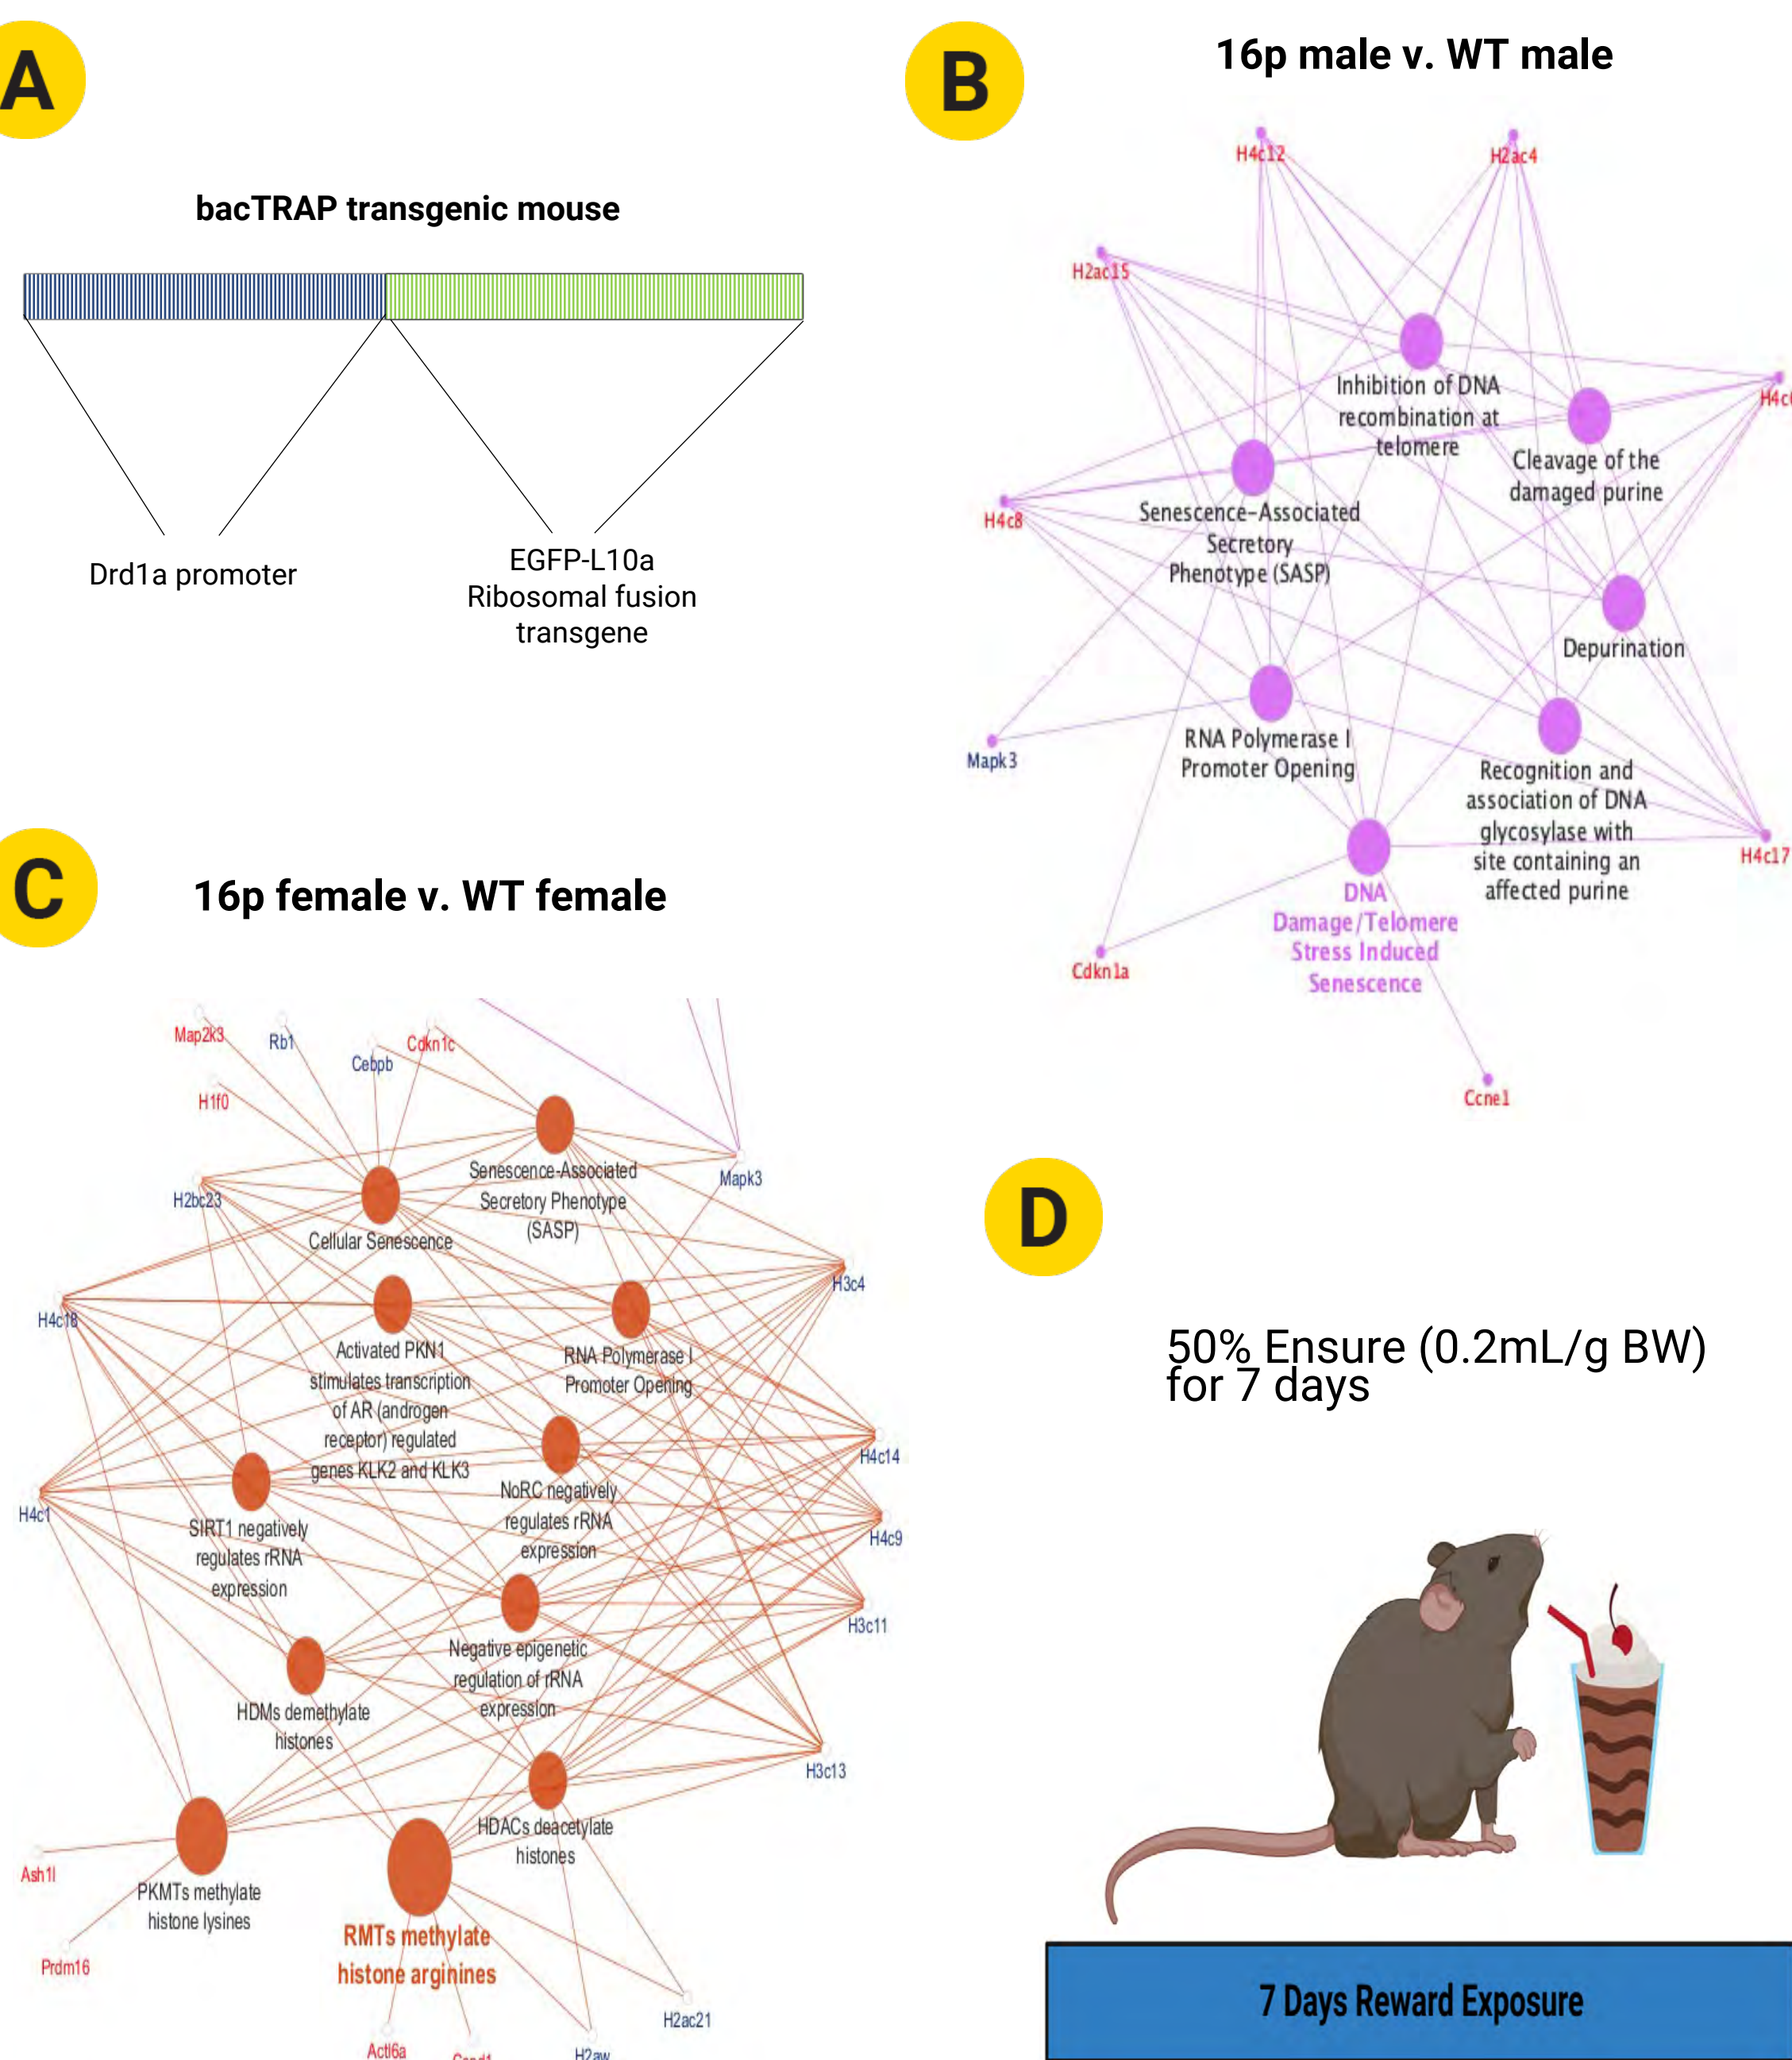 A
bacTRAP transgenic mouse
Drd1a promoter
EGFP-L10a
Ribosomal fusion
transgene
B
16p male v. WT male
H4c12
H2ac4
H2ac15
Inhibition of DNA
recombination at
telomere
Cleavage of the
damaged purine
Senescence-Associated
Secretory
Phenotype (SASP)
H4c8
Depurination
Mapk3
RNA Polymerase I
Promoter Opening
Recognition and
association of DNA
glycosylase with
site containing an
affected purine
H4c17
DNA
Damage/Telomere
Stress Induced
Senescence
Cdkn1a
Ccne1
C
16p female v. WT female
Map2k3
Rb1
Cebpb
Cdkn1c
H1f0
Senescence-Associated
Secretory Phenotype
(SASP)
Mapk3
H2bc23
Cellular Senescence
H3c4
H4c18
Activated PKN1
stimulates transcription
of AR (androgen
receptor) regulated
genes KLK2 and KLK3
RNA Polymerase I
Promoter Opening
H4c14
H4c1
NoRC negatively
regulates rRNA
expression
H4c9
SIRT1 negatively
regulates rRNA
expression
H3c11
Negative epigenetic
regulation of rRNA
expression
HDMs demethylate
histones
H3c13
HDACs deacetylate
histones
Ash1l
PKMTs methylate
histone lysines
Prdm16
RMTs methylate
histone arginines
H2ac21
Actl6a
H2aw
D
50% Ensure (0.2mL/g BW)
for 7 days
7 Days Reward Exposure